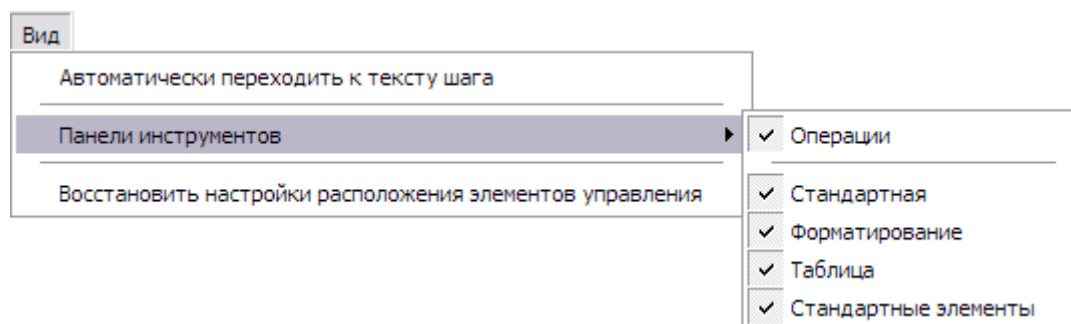 Вид
Автоматически переходить к тексту шага
Панели инструментов
Восстановить настройки расположения элементов управления
Операции
Стандартная
Форматирование
Таблица
Стандартные элементы